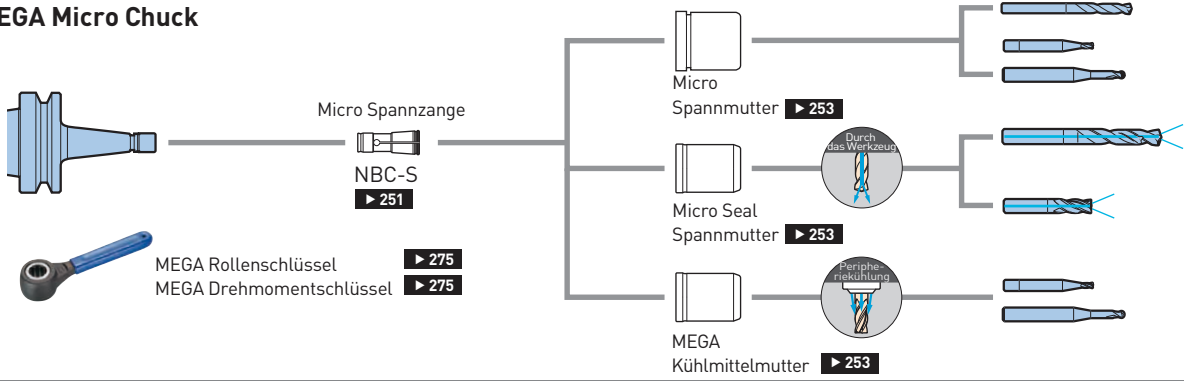 EGA Micro Chuck
Micro Spannzange
NBC-S
▶ 251
MEGA Rollenschlüssel ▶ 275
MEGA Drehmomentschlüssel ▶ 275
Micro
Spannmutter ▶ 253
Durch
das Werkzeug
Micro Seal
Spannmutter ▶ 253
Periphe-
riekühlung
MEGA
Kühlmittelmutter ▶ 253